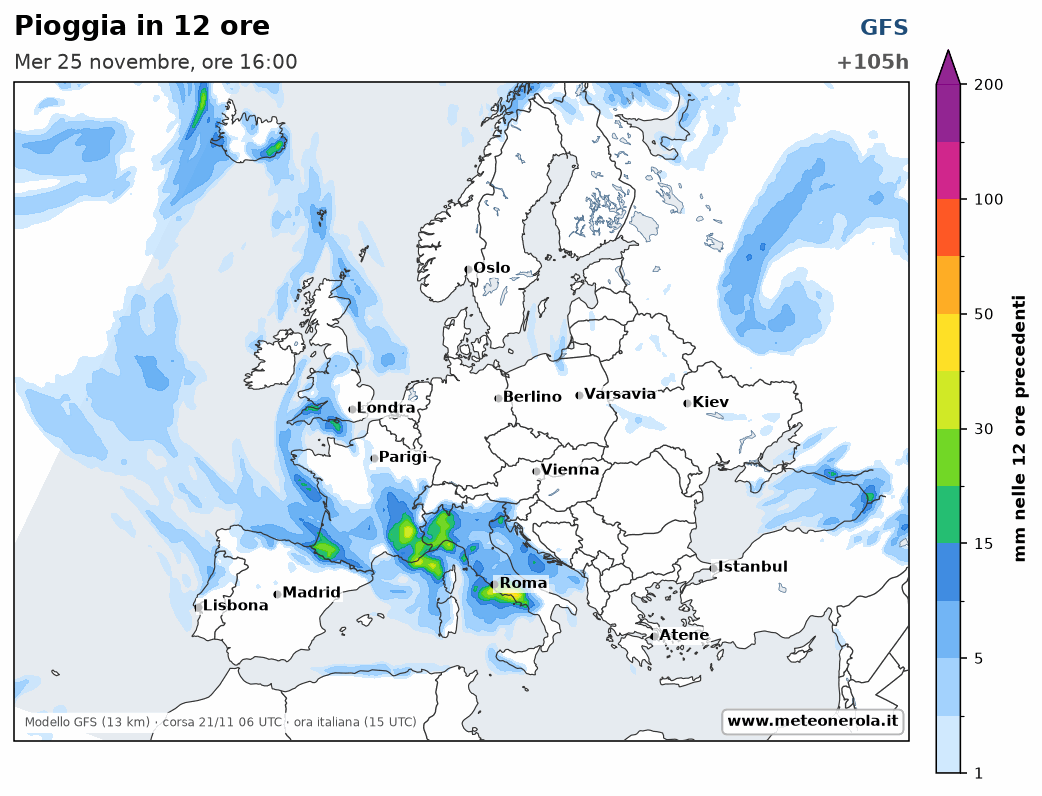 Pioggia in 12 ore
GFS
Mer 25 novembre, ore 16:00
+105h
200
100
50
30
15
5
1
mm nelle 12 ore precedenti
Oslo
Berlino
Varsavia
Kiev
Londra
Parigi
Vienna
Istanbul
Roma
Madrid
Lisbona
Atene
Modello GFS (13 km) · corsa 21/11 06 UTC · ora italiana (15 UTC)
www.meteonerola.it